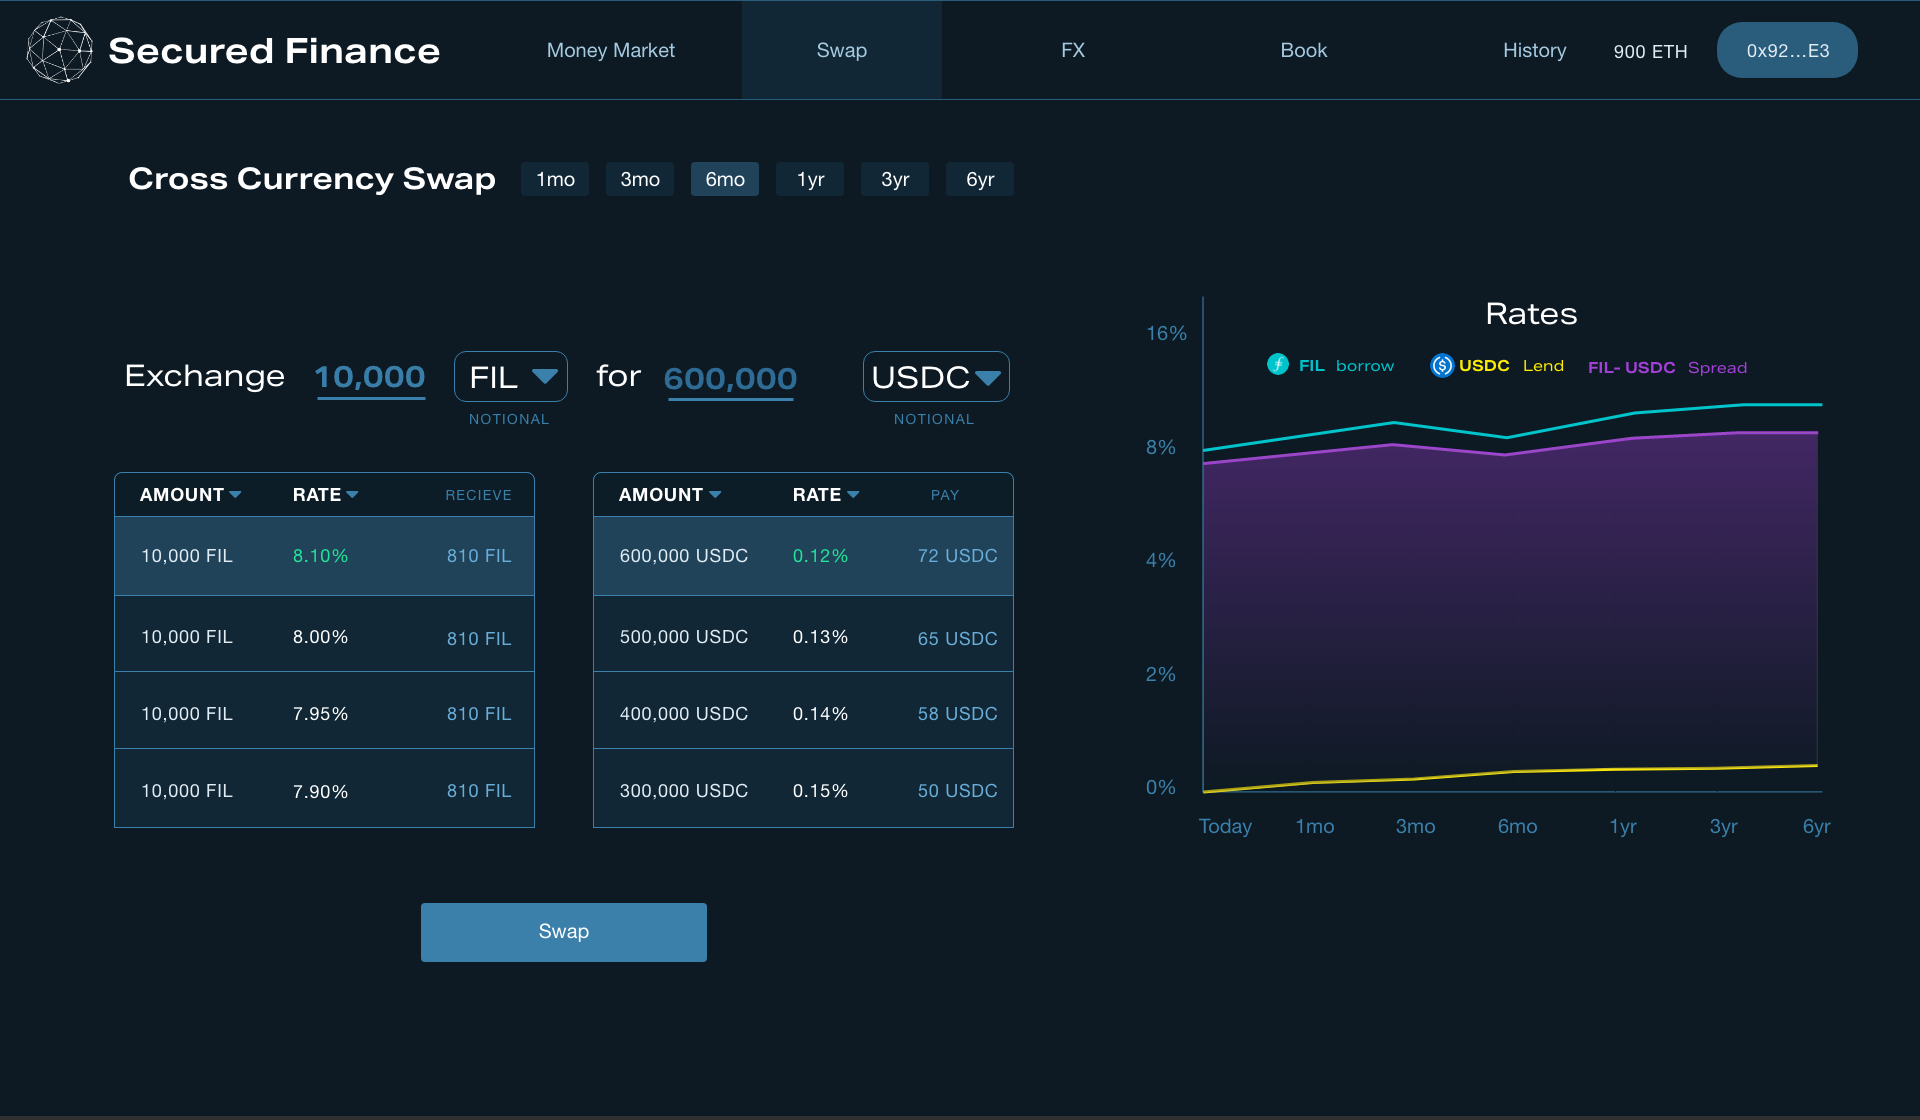 Secured Finance Money Market Swap FX Book History 900 ETH 0x92...E3
Cross Currency Swap 1mo 3mo 6mo 1yr 3yr 6yr
Exchange 10,000 FIL for 600,000 USDC
NOTIONAL NOTIONAL
AMOUNT RATE RECIEVE
10,000 FIL 8.10% 810 FIL
10,000 FIL 8.00% 810 FIL
10,000 FIL 7.95% 810 FIL
10,000 FIL 7.90% 810 FIL
AMOUNT RATE PAY
600,000 USDC 0.12% 72 USDC
500,000 USDC 0.13% 65 USDC
400,000 USDC 0.14% 58 USDC
300,000 USDC 0.15% 50 USDC
Swap
Rates
FIL borrow USDC Lend FIL- USDC Spread
16%
8%
4%
2%
0%
Today 1mo 3mo 6mo 1yr 3yr 6yr